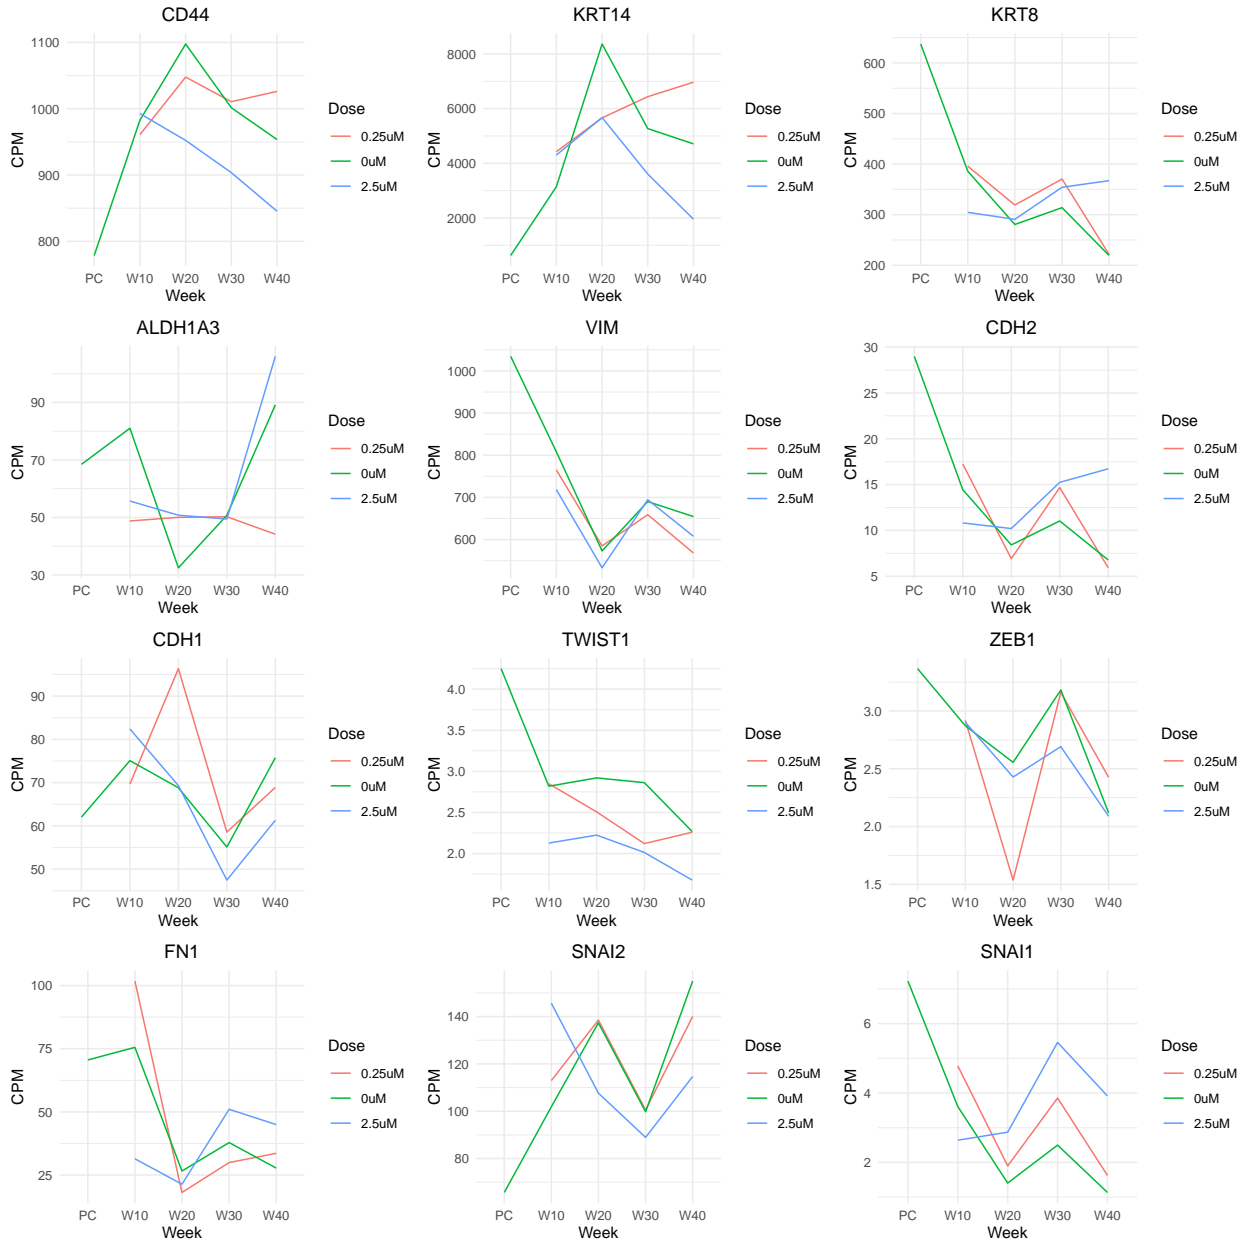 CD44
KRT14
KRT8
1100
1000
900
800
CPM
PC W10 W20 W30 W40
Week
Dose
0.25uM
0uM
2.5uM
8000
6000
4000
2000
CPM
PC W10 W20 W30 W40
Week
Dose
0.25uM
0uM
2.5uM
600
500
400
300
200
CPM
PC W10 W20 W30 W40
Week
Dose
0.25uM
0uM
2.5uM
ALDH1A3
VIM
CDH2
90
70
50
30
CPM
PC W10 W20 W30 W40
Week
Dose
0.25uM
0uM
2.5uM
1000
900
800
700
600
CPM
PC W10 W20 W30 W40
Week
Dose
0.25uM
0uM
2.5uM
30
25
20
15
10
5
CPM
PC W10 W20 W30 W40
Week
Dose
0.25uM
0uM
2.5uM
CDH1
TWIST1
ZEB1
90
80
70
60
50
CPM
PC W10 W20 W30 W40
Week
Dose
0.25uM
0uM
2.5uM
4.0
3.5
3.0
2.5
2.0
CPM
PC W10 W20 W30 W40
Week
Dose
0.25uM
0uM
2.5uM
3.0
2.5
2.0
1.5
CPM
PC W10 W20 W30 W40
Week
Dose
0.25uM
0uM
2.5uM
FN1
SNAI2
SNAI1
100
75
50
25
CPM
PC W10 W20 W30 W40
Week
Dose
0.25uM
0uM
2.5uM
140
120
100
80
CPM
PC W10 W20 W30 W40
Week
Dose
0.25uM
0uM
2.5uM
6
4
2
CPM
PC W10 W20 W30 W40
Week
Dose
0.25uM
0uM
2.5uM